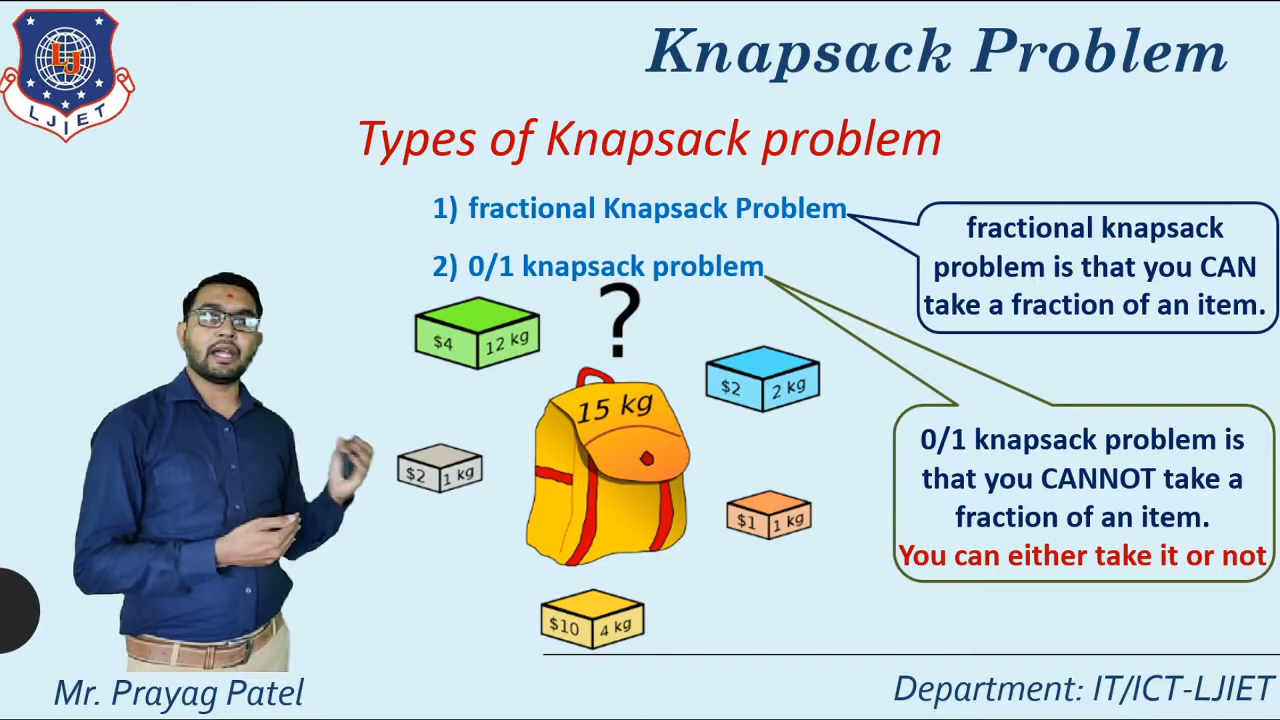 LJ
LJIET
Knapsack Problem
Types of Knapsack problem
1) fractional Knapsack Problem
2) 0/1 knapsack problem
fractional knapsack
problem is that you CAN
take a fraction of an item.
?
$4 12 kg
15 kg
$2 2 kg
$2 1 kg
$1 1 kg
$10 4 kg
0/1 knapsack problem is
that you CANNOT take a
fraction of an item.
You can either take it or not
Mr. Prayag Patel
Department: IT/ICT-LJIET